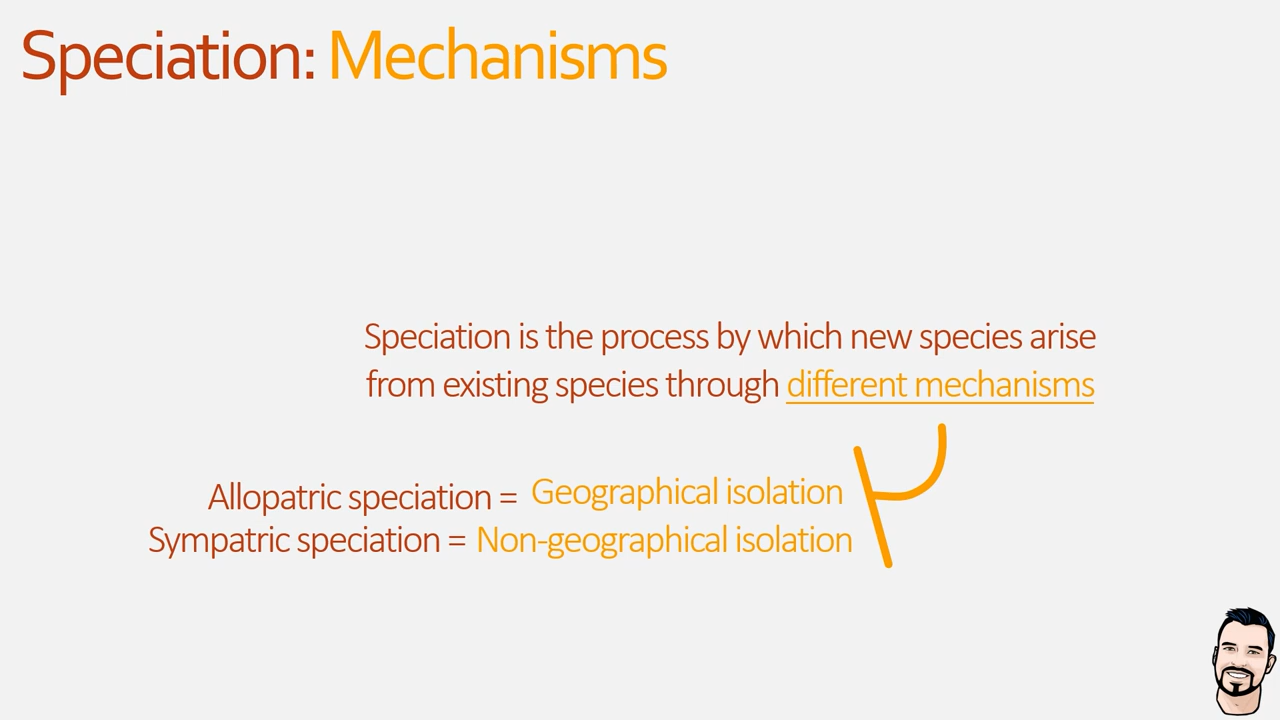 Speciation: Mechanisms
Speciation is the process by which new species arise
from existing species through different mechanisms
Allopatric speciation = Geographical isolation
Sympatric speciation = Non-geographical isolation